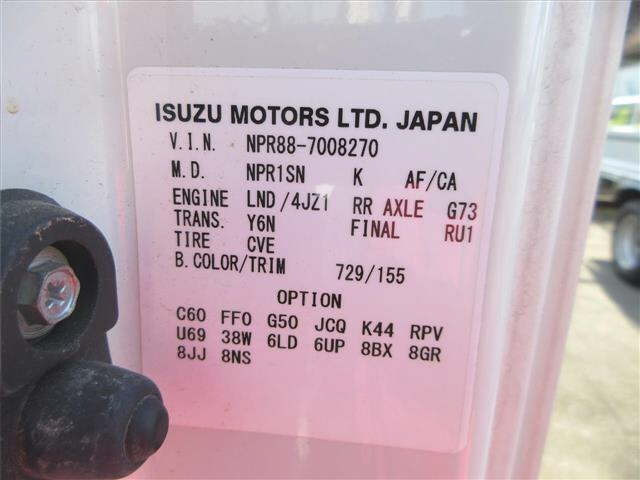 ISUZU MOTORS LTD. JAPAN
V.I.N. NPR88-7008270
M.D. NPR1SN K AF/CA
ENGINE LND/4JZ1 RR AXLE G73
TRANS. Y6N FINAL RU1
TIRE CVE
B.COLOR/TRIM 729/155
OPTION
C60 FF0 G50 JCQ K44 RPV
U69 38W 6LD 6UP 8BX 8GR
8JJ 8NS